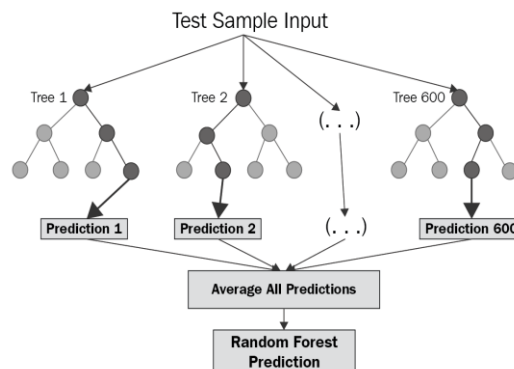 Test Sample Input
Tree 1
Tree 2
Tree 600
(. . .)
Prediction 1
Prediction 2
(. . .)
Prediction 600
Average All Predictions
Random Forest
Prediction